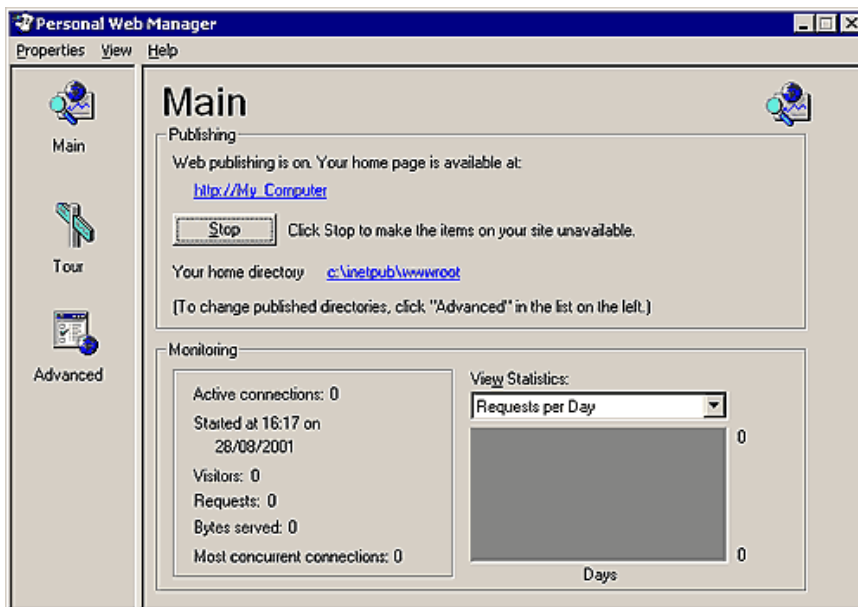 Personal Web Manager
Properties View Help
Main
Tour
Advanced
Main
Publishing
Web publishing is on. Your home page is available at:
http://My_Computer
Stop Click Stop to make the items on your site unavailable.
Your home directory c:\inetpub\wwwroot
(To change published directories, click "Advanced" in the list on the left.)
Monitoring
Active connections: 0
Started at 16:17 on
28/08/2001
Visitors: 0
Requests: 0
Bytes served: 0
Most concurrent connections: 0
View Statistics:
Requests per Day
0
0
Days